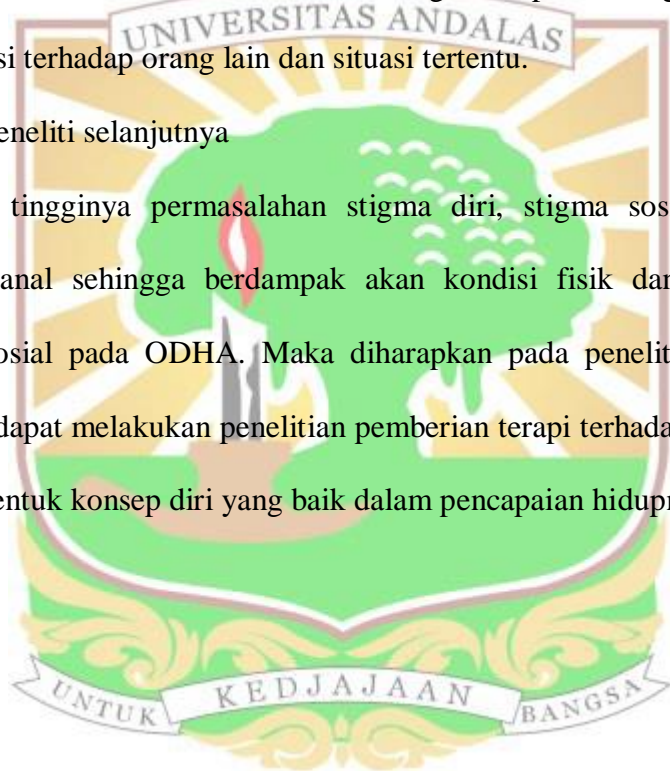 UNIVERSITAS ANDALAS
si terhadap orang lain dan situasi tertentu.
eneliti selanjutnya
tingginya permasalahan stigma diri, stigma sos
anal sehingga berdampak akan kondisi fisik dar
osial pada ODHA. Maka diharapkan pada penelit
dapat melakukan penelitian pemberian terapi terhada
entuk konsep diri yang baik dalam pencapaian hidupn
UNTUK KEDJAJAAN BANGSA